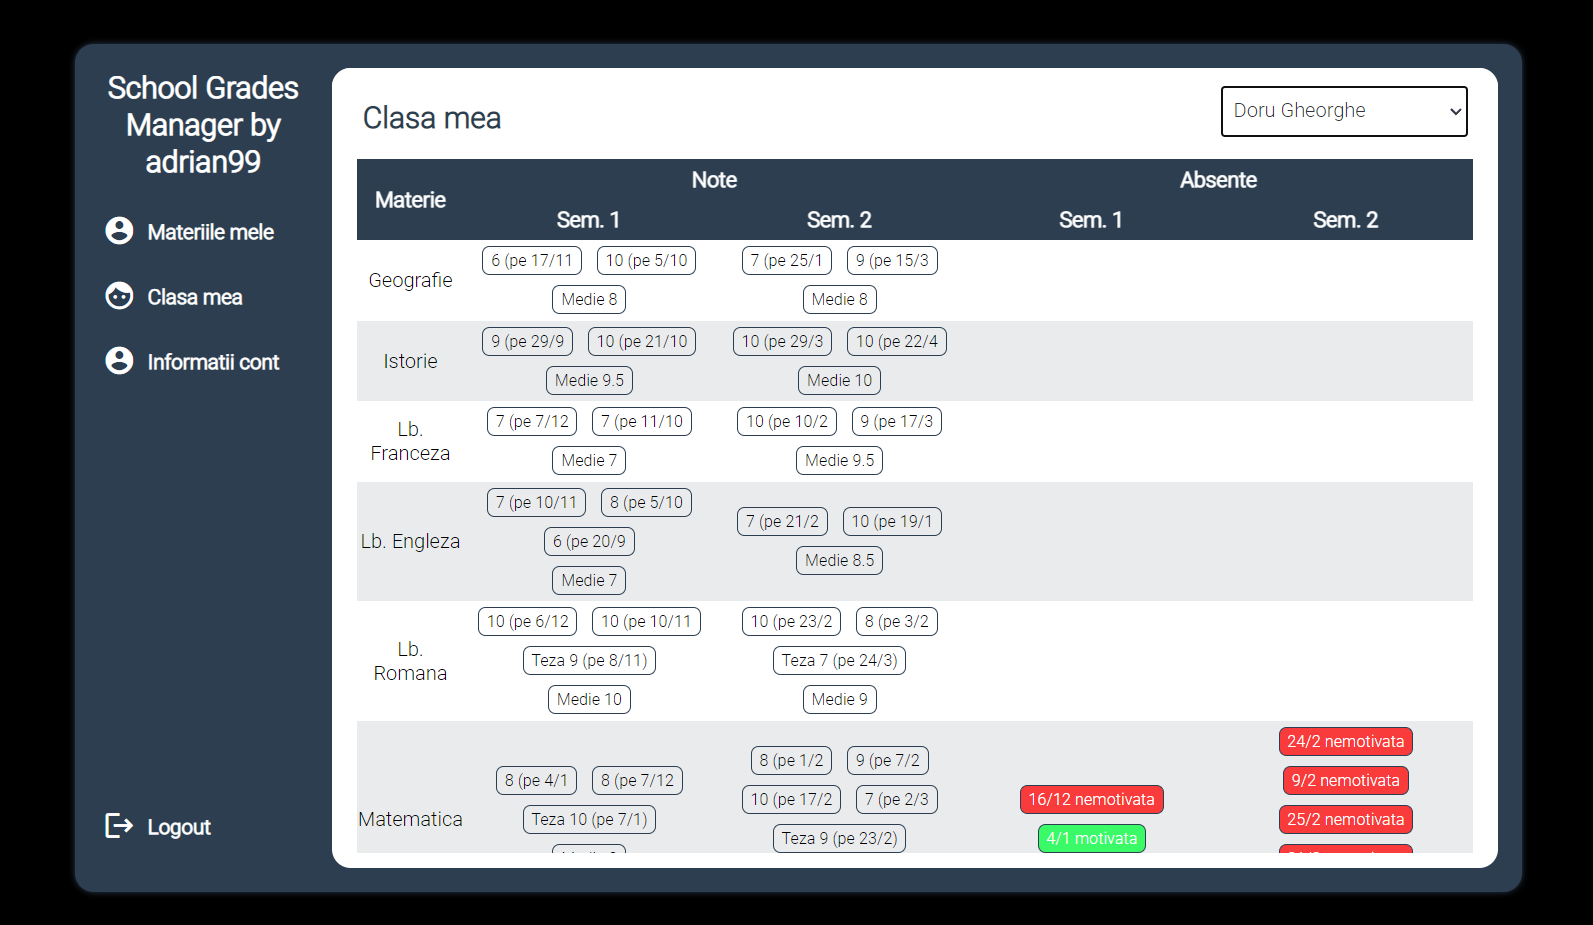 School Grades
Manager by
adrian99
Materiile mele
Clasa mea
Informatii cont
Logout
Clasa mea
Doru Gheorghe
Materie
Note
Absente
Sem. 1
Sem. 2
Sem. 1
Sem. 2
Geografie
6 (pe 17/11
10 (pe 5/10
Medie 8
7 (pe 25/1
9 (pe 15/3
Medie 8
Istorie
9 (pe 29/9
10 (pe 21/10
Medie 9.5
10 (pe 29/3
10 (pe 22/4
Medie 10
Lb.
Franceza
7 (pe 7/12
7 (pe 11/10
Medie 7
10 (pe 10/2
9 (pe 17/3
Medie 9.5
Lb. Engleza
7 (pe 10/11
8 (pe 5/10
6 (pe 20/9
Medie 7
7 (pe 21/2
10 (pe 19/1
Medie 8.5
Lb.
Romana
10 (pe 6/12
10 (pe 10/11
Teza 9 (pe 8/11)
Medie 10
10 (pe 23/2
8 (pe 3/2
Teza 7 (pe 24/3)
Medie 9
Matematica
8 (pe 4/1
8 (pe 7/12
Teza 10 (pe 7/1)
8 (pe 1/2
9 (pe 7/2
10 (pe 17/2
7 (pe 2/3
Teza 9 (pe 23/2)
16/12 nemotivata
4/1 motivata
24/2 nemotivata
9/2 nemotivata
25/2 nemotivata